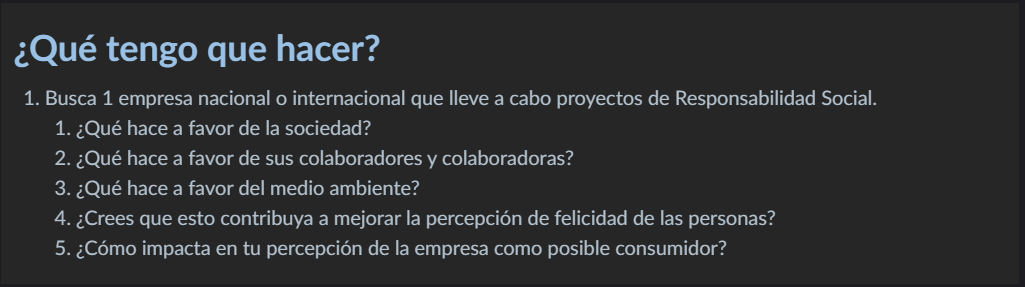 ¿Qué tengo que hacer?
1. Busca 1 empresa nacional o internacional que lleve a cabo proyectos de Responsabilidad Social.
1. ¿Qué hace a favor de la sociedad?
2. ¿Qué hace a favor de sus colaboradores y colaboradoras?
3. ¿Qué hace a favor del medio ambiente?
4. ¿Crees que esto contribuya a mejorar la percepción de felicidad de las personas?
5. ¿Cómo impacta en tu percepción de la empresa como posible consumidor?